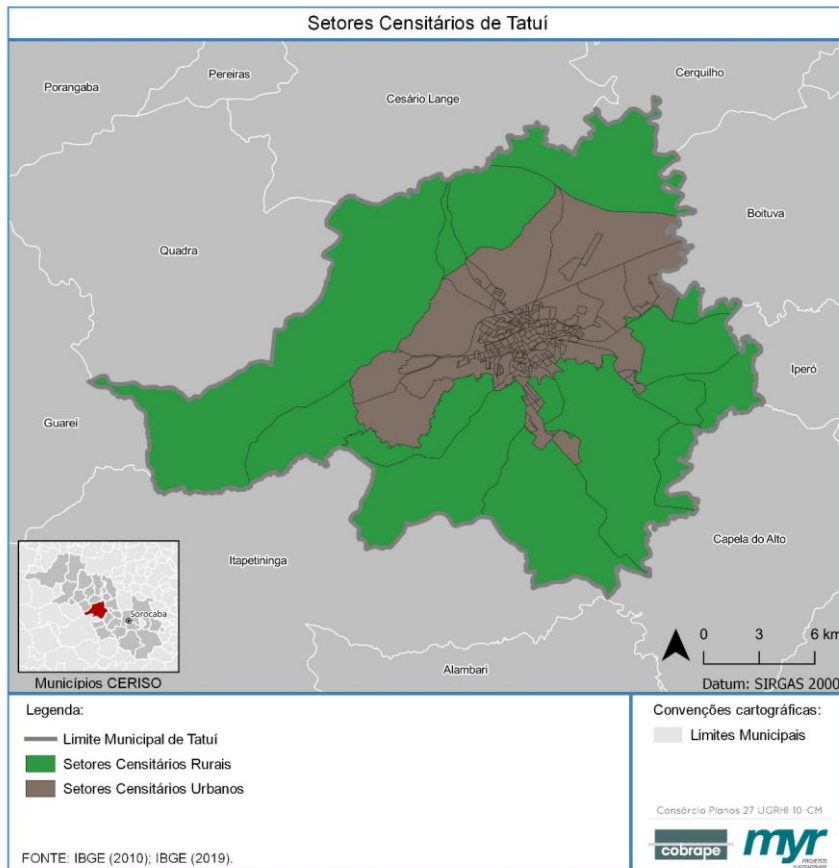 Setores Censitários de Tatuí
Porangaba
Pereiras
Cesário Lange
Cerquilho
Quadra
Boituva
Iperó
Guareí
Itapetininga
Capela do Alto
Alambari
Sorocaba
Municípios CERISO
0 3 6 km
Datum: SIRGAS 2000
Legenda:
Limite Municipal de Tatuí
Setores Censitários Rurais
Setores Censitários Urbanos
FONTE: IBGE (2010); IBGE (2019).
Convenções cartográficas:
Limites Municipais
Consórcio Planos 27 UGRHI-10-CM
cobrape
myr
PROJETOS
SUSTENTÁVEIS